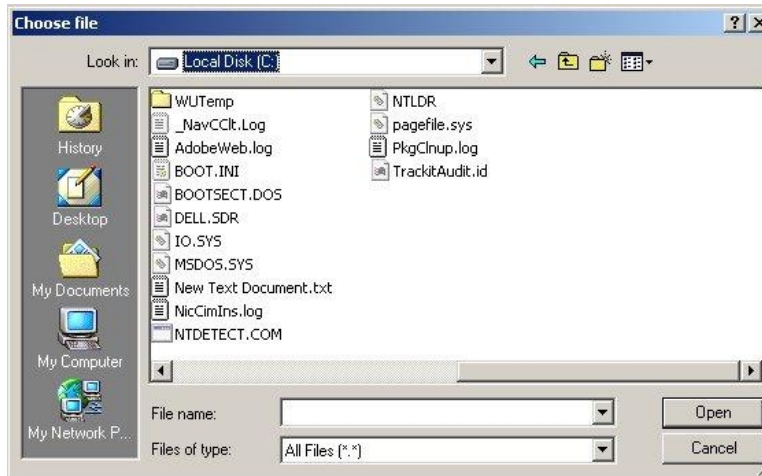 Choose file
Look in: Local Disk (C:
History
Desktop
My Documents
My Computer
My Network P...
WUTemp
_NavCClt.Log
AdobeWeb.log
BOOT.INI
BOOTSECT.DOS
DELL.SDR
IO.SYS
MSDOS.SYS
New Text Document.txt
NicCimIns.log
NTDETECT.COM
NTLDR
pagefile.sys
PkgClnup.log
TrackitAudit.id
File name:
Open
Files of type: All Files (*.*)
Cancel